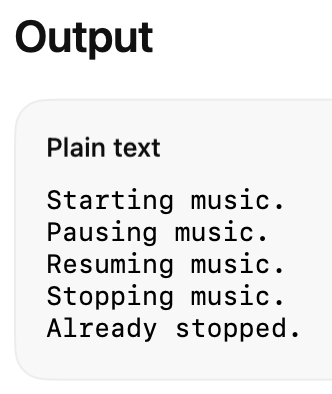 Output
Plain text
Starting music.
Pausing music.
Resuming music.
Stopping music.
Already stopped.